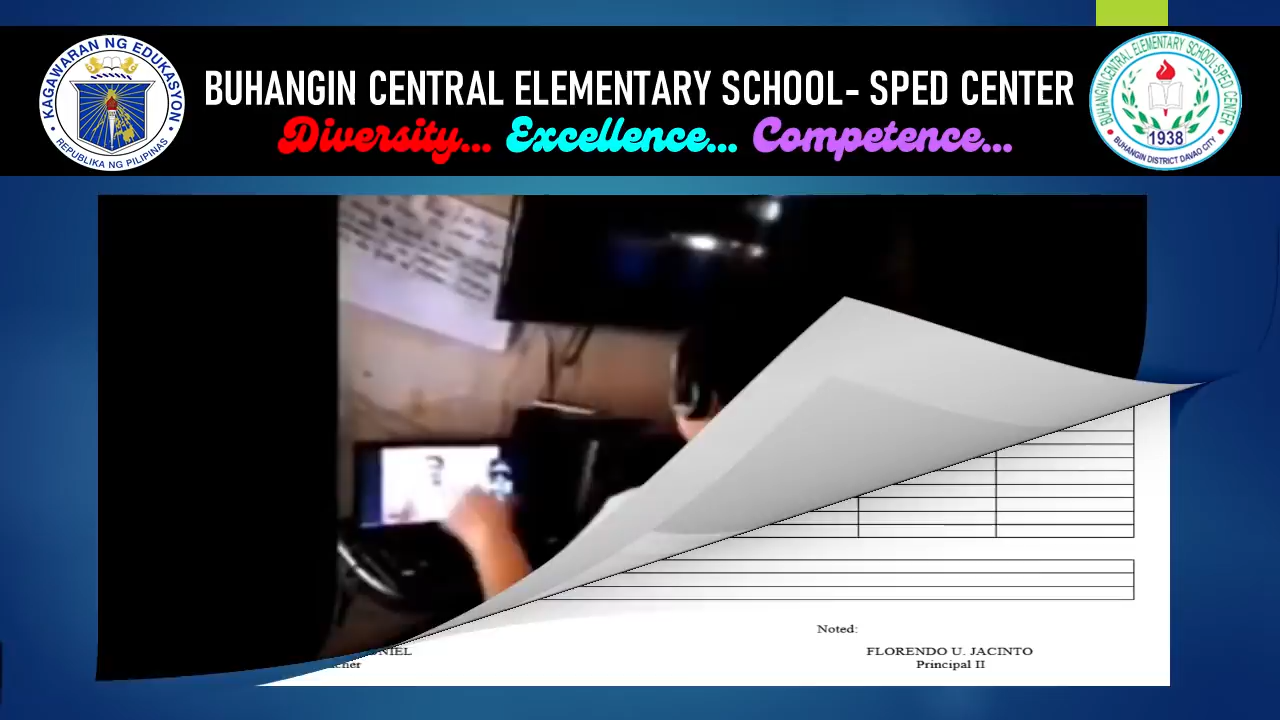 KAGAWARAN NG EDUKASYON
REPUBLIKA NG PILIPINAS
BUHANGIN CENTRAL ELEMENTARY SCHOOL- SPED CENTER
Diversity... Excellence... Competence...
BUHANGIN CENTRAL ELEMENTARY SCHOOL-SPED CENTER
1938
BUHANGIN DISTRICT DAVAO CITY
Noted:
FLORENDO U. JACINTO
Principal II